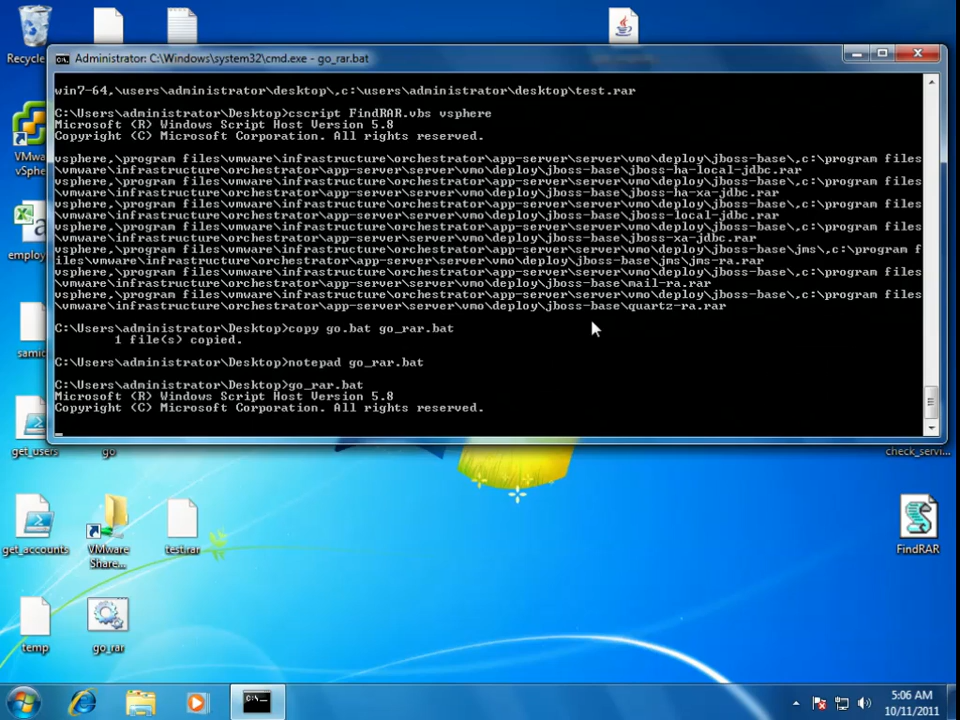 Recycle
Administrator: C:\Windows\system32\cmd.exe - go_rar.bat
win7-64,\users\administrator\desktop\,c:\users\administrator\desktop\test.rar
C:\Users\administrator\Desktop>cscript FindRAR.vbs vsphere
Microsoft (R) Windows Script Host Version 5.8
Copyright (C) Microsoft Corporation. All rights reserved.
vsphere,\program files\vmware\infrastructure\orchestrator\app-server\server\vmo\deploy\jboss-base\,c:\program files
\vmware\infrastructure\orchestrator\app-server\server\vmo\deploy\jboss-base\jboss-ha-local-jdbc.rar
vsphere,\program files\vmware\infrastructure\orchestrator\app-server\server\vmo\deploy\jboss-base\,c:\program files
\vmware\infrastructure\orchestrator\app-server\server\vmo\deploy\jboss-base\jboss-ha-xa-jdbc.rar
vsphere,\program files\vmware\infrastructure\orchestrator\app-server\server\vmo\deploy\jboss-base\,c:\program files
\vmware\infrastructure\orchestrator\app-server\server\vmo\deploy\jboss-base\jboss-local-jdbc.rar
vsphere,\program files\vmware\infrastructure\orchestrator\app-server\server\vmo\deploy\jboss-base\,c:\program files
\vmware\infrastructure\orchestrator\app-server\server\vmo\deploy\jboss-base\jboss-xa-jdbc.rar
vsphere,\program files\vmware\infrastructure\orchestrator\app-server\server\vmo\deploy\jboss-base\jms\,c:\program f
iles\vmware\infrastructure\orchestrator\app-server\server\vmo\deploy\jboss-base\jms\jms-ra.rar
vsphere,\program files\vmware\infrastructure\orchestrator\app-server\server\vmo\deploy\jboss-base\,c:\program files
\vmware\infrastructure\orchestrator\app-server\server\vmo\deploy\jboss-base\mail-ra.rar
vsphere,\program files\vmware\infrastructure\orchestrator\app-server\server\vmo\deploy\jboss-base\,c:\program files
\vmware\infrastructure\orchestrator\app-server\server\vmo\deploy\jboss-base\quartz-ra.rar
C:\Users\administrator\Desktop>copy go.bat go_rar.bat
1 file(s) copied.
C:\Users\administrator\Desktop>notepad go_rar.bat
C:\Users\administrator\Desktop>go_rar.bat
Microsoft (R) Windows Script Host Version 5.8
Copyright (C) Microsoft Corporation. All rights reserved.
VMwa
vSphe
employ
samic
get_users
go
check_servi...
get_accounts
VMware
Share...
test.rar
FindRAR
temp
go_rar
C:\
5:06 AM
10/11/2011